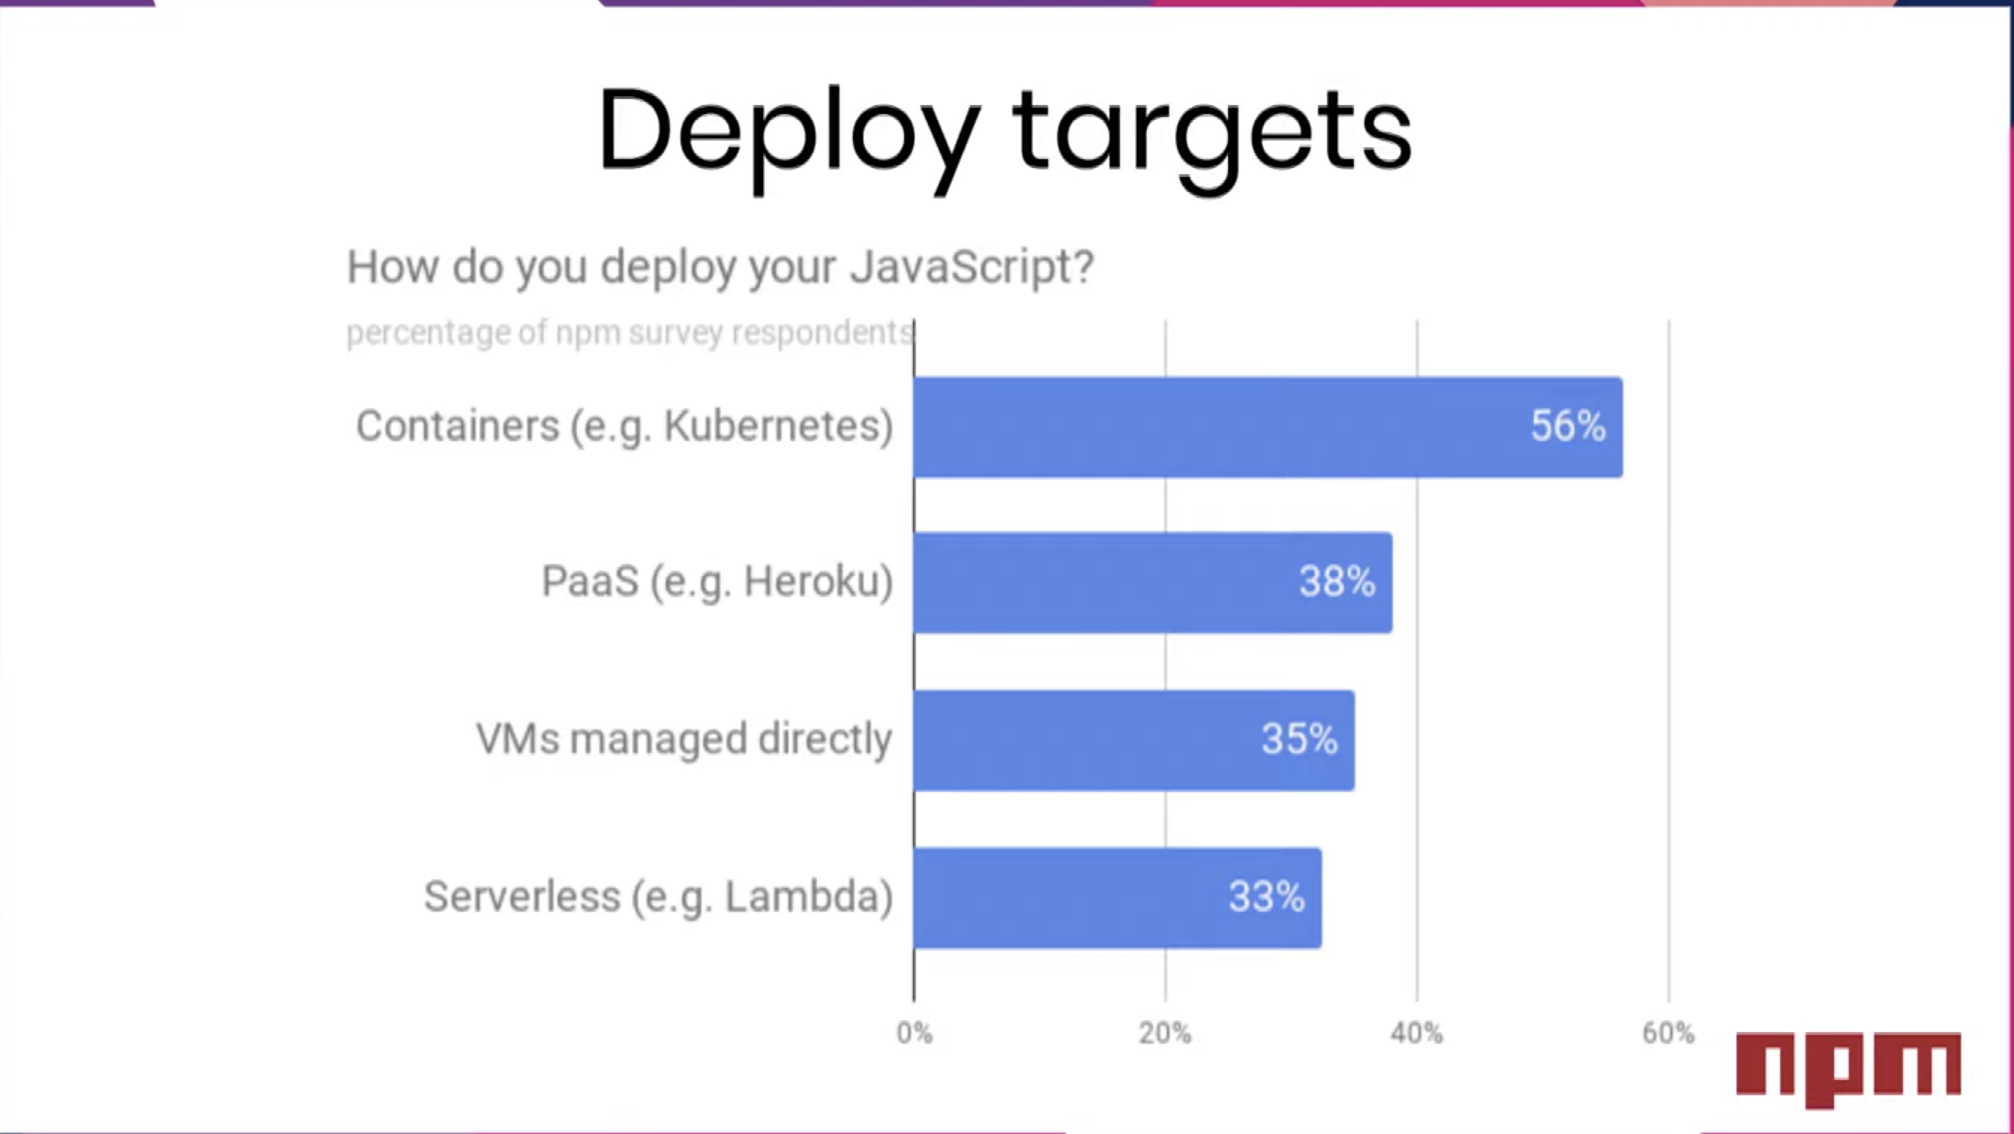 Deploy targets
How do you deploy your JavaScript?
percentage of npm survey respondents
Containers (e.g. Kubernetes)
56%
PaaS (e.g. Heroku)
38%
VMs managed directly
35%
Serverless (e.g. Lambda)
33%
0% 20% 40% 60%
npm